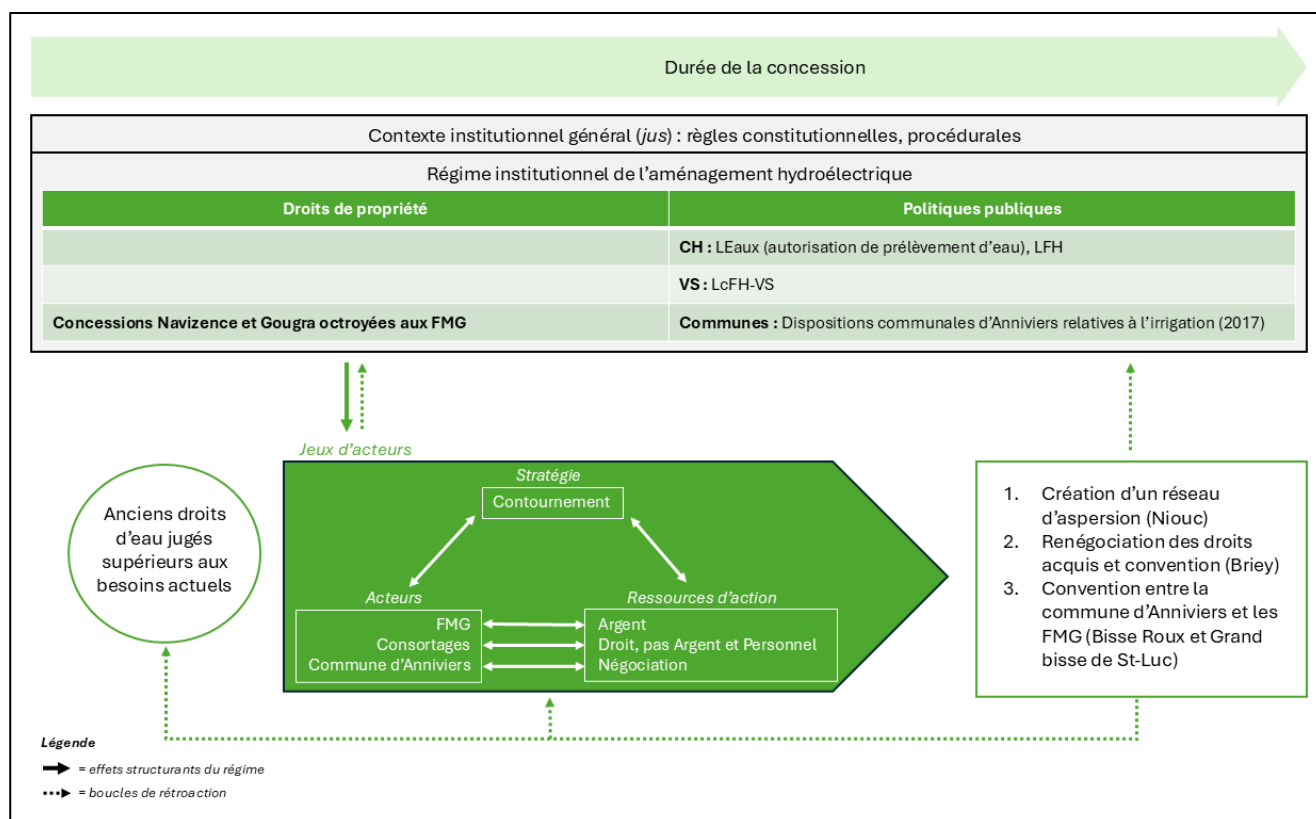 Durée de la concession
Contexte institutionnel général (jus) : règles constitutionnelles, procédurales
Régime institutionnel de l’aménagement hydroélectrique
Droits de propriété
Politiques publiques
CH : LEaux (autorisation de prélèvement d’eau), LFH
VS : LcFH-VS
Concessions Navizence et Gougra octroyées aux FMG
Communes : Dispositions communales d’Anniviers relatives à l’irrigation (2017)
Jeux d’acteurs
Anciens droits
d’eau jugés
supérieurs aux
besoins actuels
Stratégie
Contournement
Acteurs
FMG
Consortages
Commune d’Anniviers
Ressources d’action
Argent
Droit, pas Argent et Personnel
Négociation
1. Création d’un réseau
d’aspersion (Niouc)
2. Renégociation des droits
acquis et convention (Briey)
3. Convention entre la
commune d’Anniviers et les
FMG (Bisse Roux et Grand
bisse de St-Luc)
Légende
= effets structurants du régime
= boucles de rétroaction